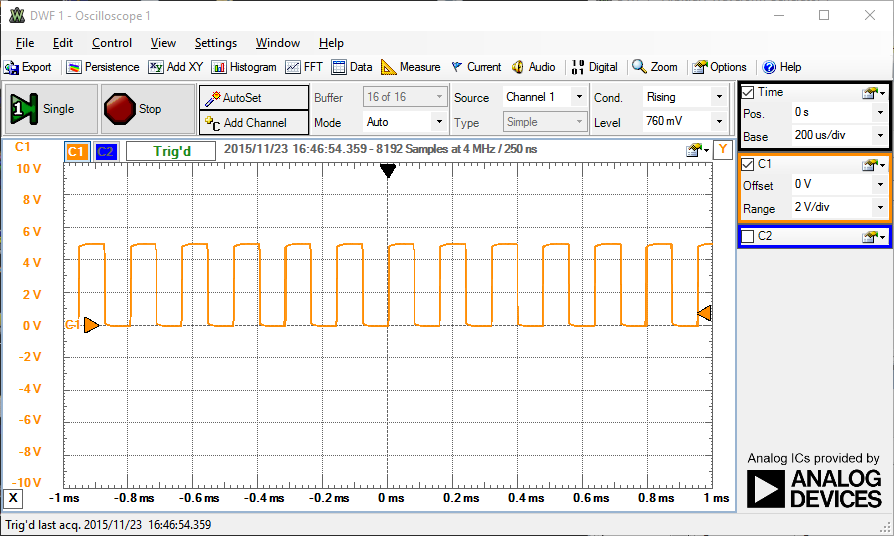 DWF 1 - Oscilloscope 1
File Edit Control View Settings Window Help
Export Persistence Add XY Histogram FFT Data Measure Current Audio Digital Zoom Options Help
Single Stop AutoSet Buffer 16 of 16 Source Channel 1 Cond. Rising
Add Channel Mode Auto Type Simple Level 760 mV
Time
Pos. 0 s
Base 200 us/div
C1 C1 C2 Trig'd 2015/11/23 16:46:54.359 - 8192 Samples at 4 MHz / 250 ns Y
C1
Offset 0 V
Range 2 V/div
C2
10 V
8 V
6 V
4 V
2 V
0 V
C1
-2 V
-4 V
-6 V
-8 V
-10 V
X -1 ms -0.8 ms -0.6 ms -0.4 ms -0.2 ms 0 ms 0.2 ms 0.4 ms 0.6 ms 0.8 ms 1 ms
Analog ICs provided by
ANALOG
DEVICES
Trig'd last acq. 2015/11/23 16:46:54.359